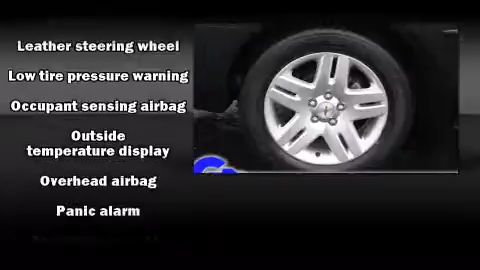 Leather steering wheel
Low tire pressure warning
Occupant sensing airbag
Outside
temperature display
Overhead airbag
Panic alarm